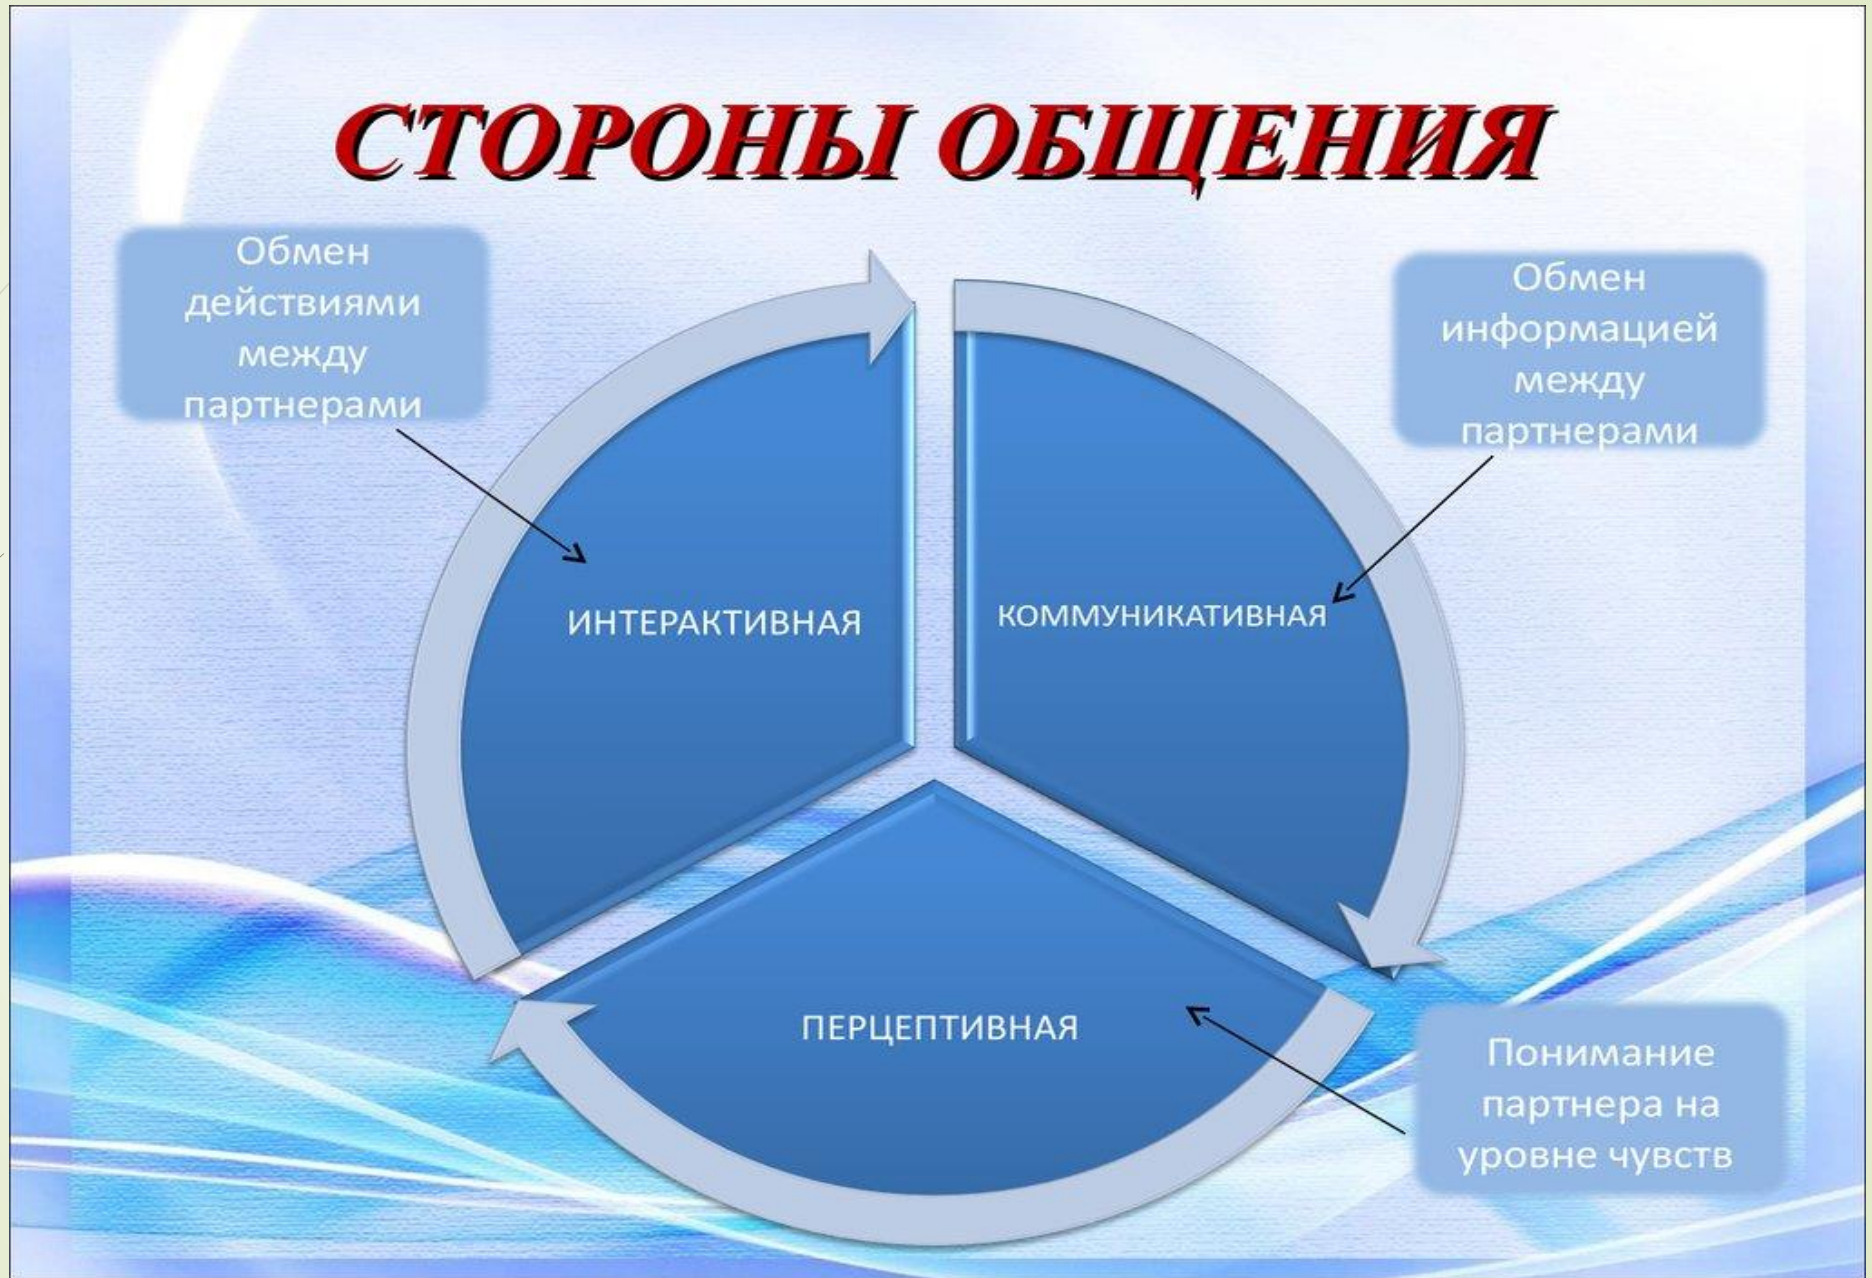 СТОРОНЫ ОБЩЕНИЯ
Обмен
действиями
между
партнерами
Обмен
информацией
между
партнерами
ИНТЕРАКТИВНАЯ
КОММУНИКАТИВНАЯ
ПЕРЦЕПТИВНАЯ
Понимание
партнера на
уровне чувств